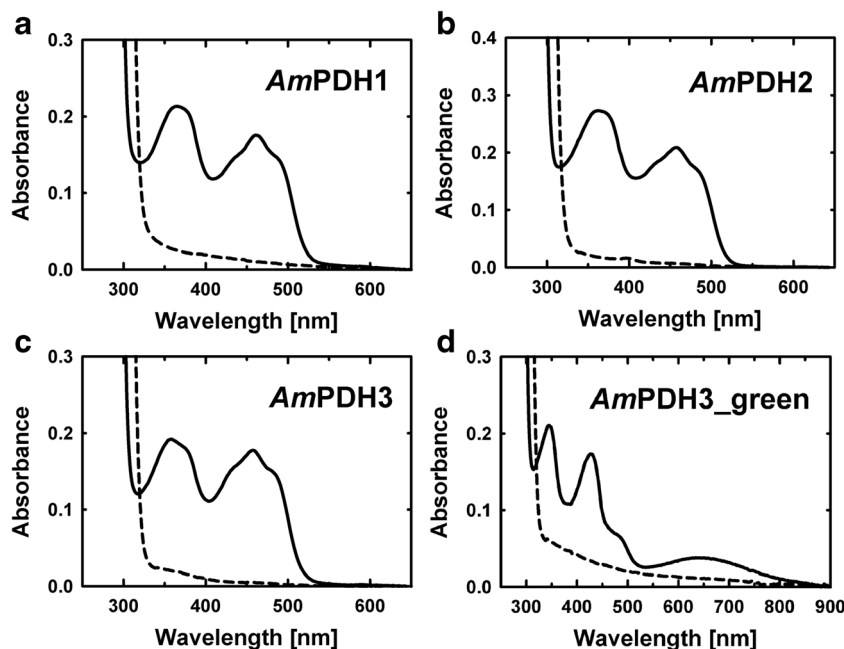 a
0.3
0.2
0.1
0.0
Absorbance
AmPDH1
300 400 500 600
Wavelength [nm]
b
0.4
0.3
0.2
0.1
0.0
Absorbance
AmPDH2
300 400 500 600
Wavelength [nm]
c
0.3
0.2
0.1
0.0
Absorbance
AmPDH3
300 400 500 600
Wavelength [nm]
d
0.3
0.2
0.1
0.0
Absorbance
AmPDH3_green
300 400 500 600 700 800 900
Wavelength [nm]